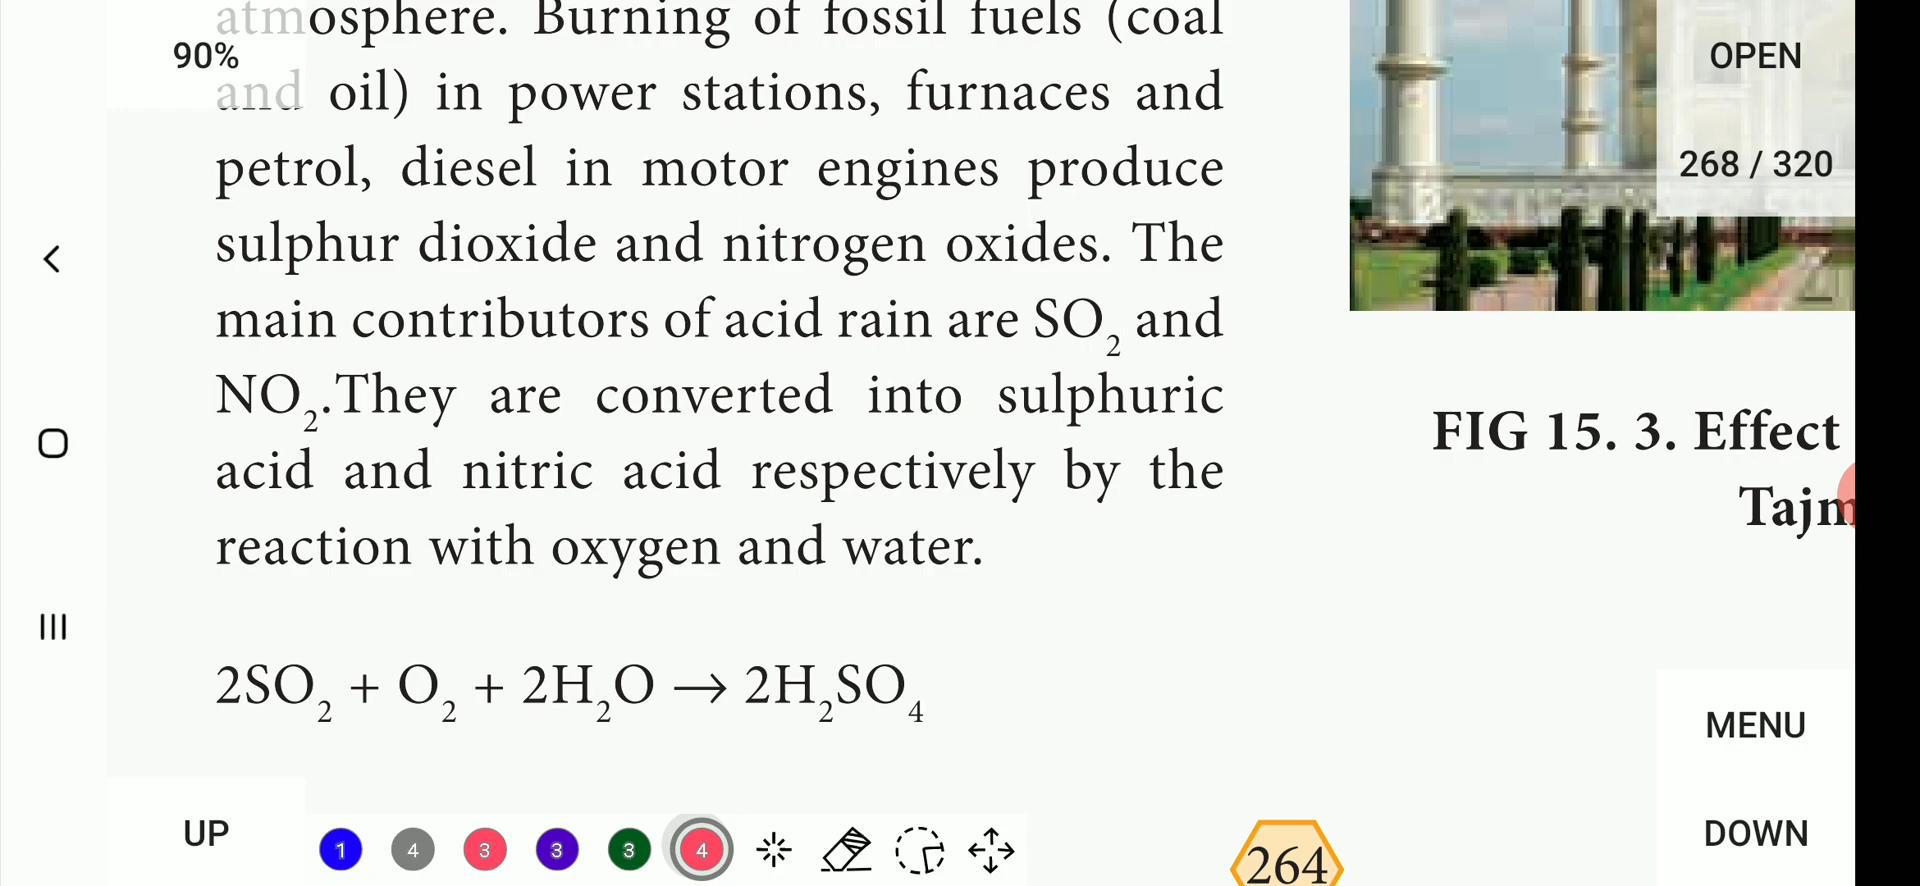 atmosphere. Burning of fossil fuels (coal
and oil) in power stations, furnaces and
petrol, diesel in motor engines produce
sulphur dioxide and nitrogen oxides. The
main contributors of acid rain are SO₂ and
NO₂.They are converted into sulphuric
acid and nitric acid respectively by the
reaction with oxygen and water.
2SO₂ + O₂ + 2H₂O → 2H₂SO₄
90%
OPEN
268 / 320
FIG 15. 3. Effect
Tajm
MENU
UP
1 4 3 3 3 4
264
DOWN